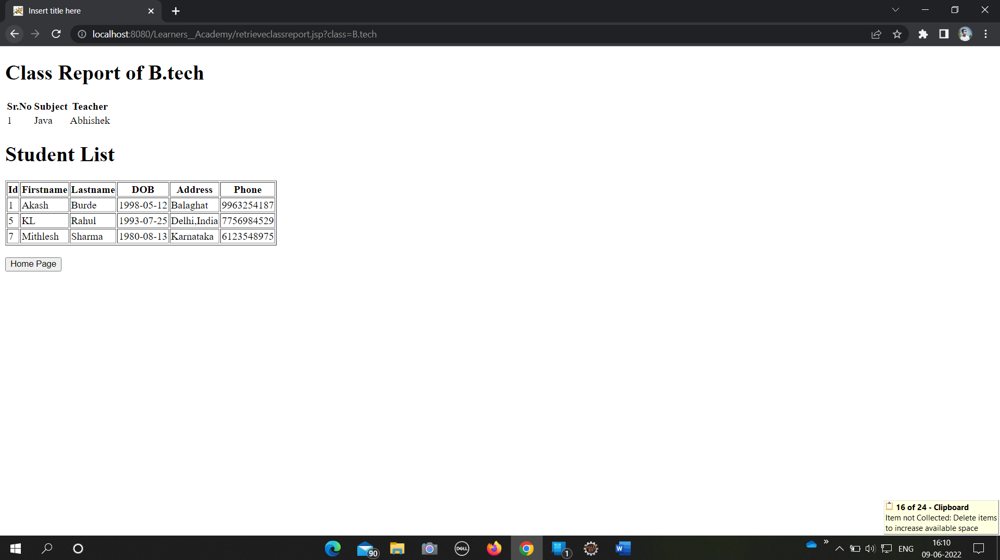 Insert title here
localhost:8080/Learners__Academy/retrieveclassreport.jsp?class=B.tech
Class Report of B.tech
Sr.No Subject Teacher
1 Java Abhishek
Student List
Id Firstname Lastname DOB Address Phone
1 Akash Burde 1998-05-12 Balaghat 9963254187
5 KL Rahul 1993-07-25 Delhi,India 7756984529
7 Mithlesh Sharma 1980-08-13 Karnataka 6123548975
Home Page
16 of 24 - Clipboard
Item not Collected: Delete items
to increase available space
90
DELL
1
W
ENG
16:10
09-06-2022